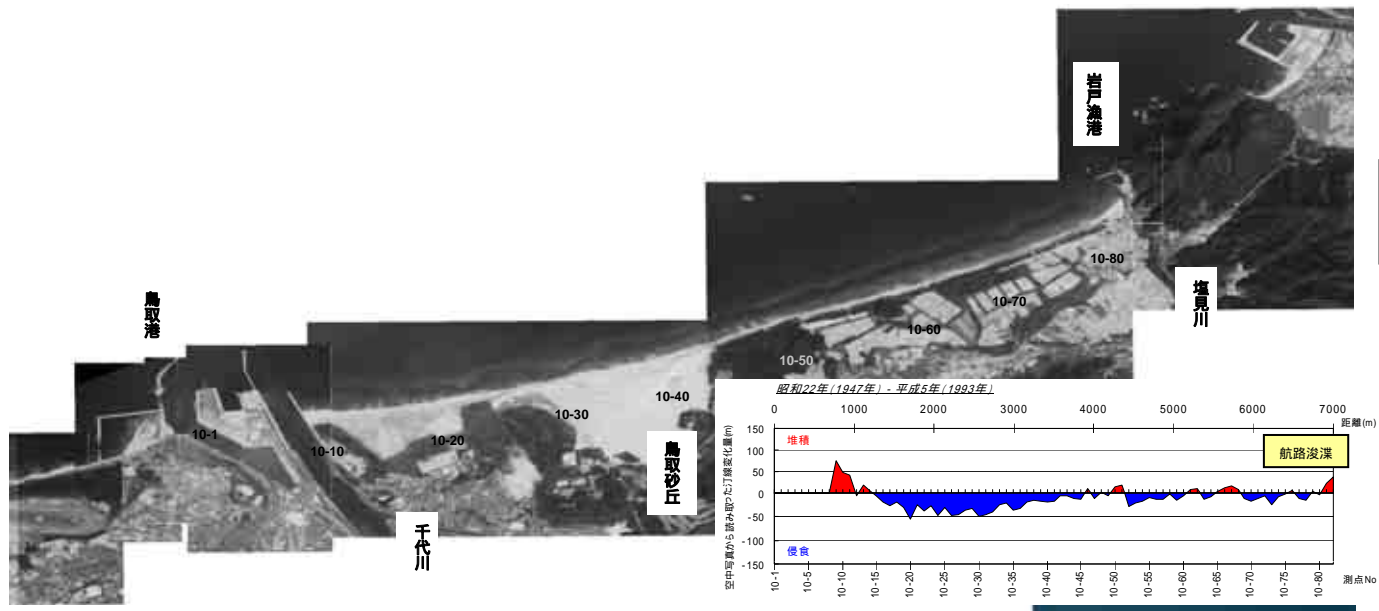 岩戸漁港
10-80
塩見川
10-70
鳥取港
10-60
10-50
10-40
10-30
10-1
10-20
10-10
鳥取砂丘
千代川
昭和22年(1947年) - 平成5年(1993年)
0 1000 2000 3000 4000 5000 6000 7000
距離(m)
空中写真から読み取った汀線変化量(m)
150
堆積
航路浚渫
100
50
0
-50
-100
侵食
-150
10-1 10-5 10-10 10-15 10-20 10-25 10-30 10-35 10-40 10-45 10-50 10-55 10-60 10-65 10-70 10-75 10-80
測点No